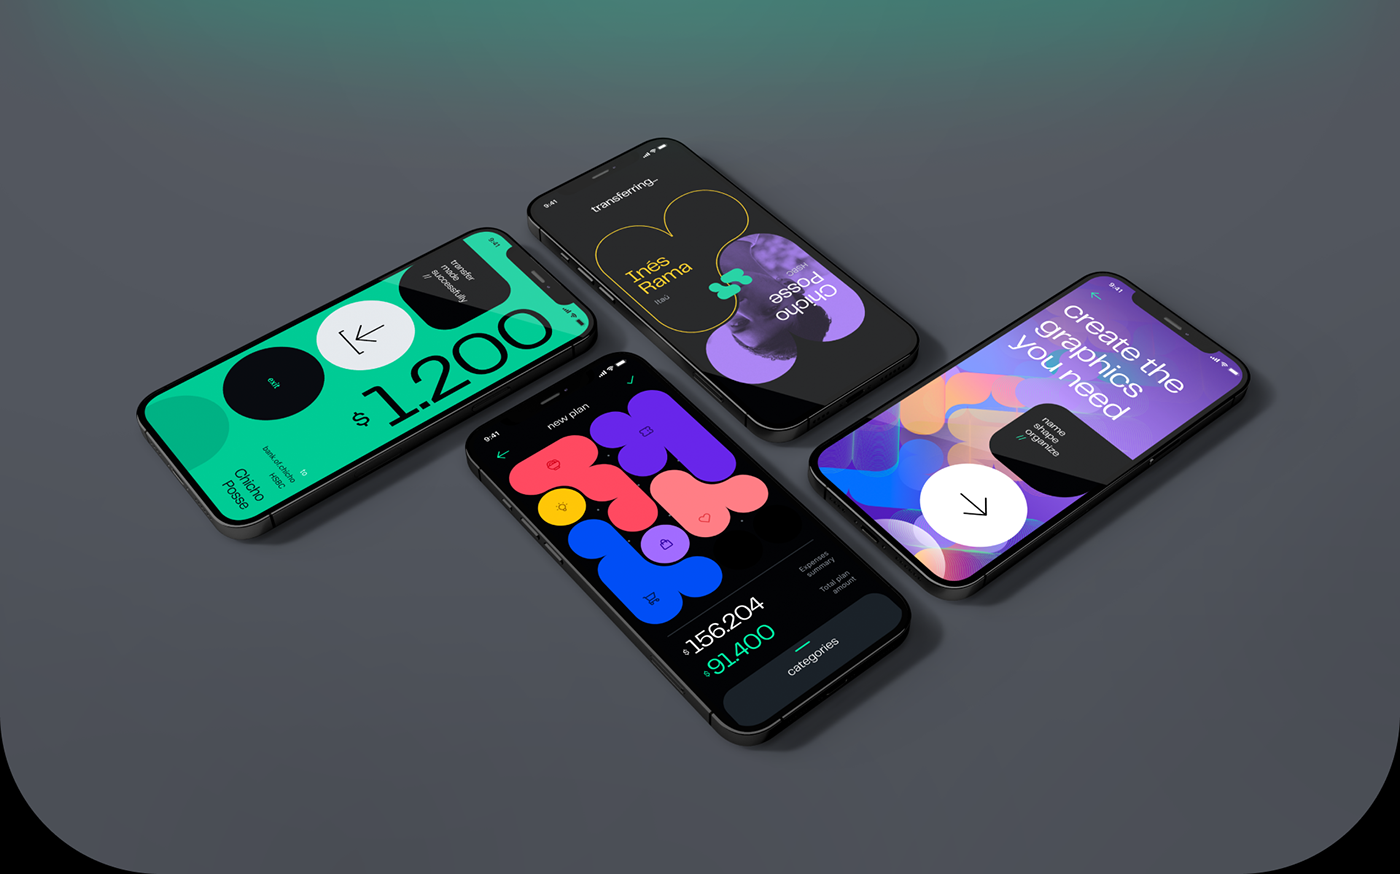 9:41
transfer
made
successfully
//
$ 1.200
exit
to
bank of chicho
HSBC
Chicho
Posse
9:41
transferring...
Inés
Rama
Itaú
Chicho
Posse
HSBC
9:41
new plan
Expenses
summary
$ 156.204
Total plan
amount
$ 91.400
categories
9:41
create the
graphics
you need
name
shape
organize
//